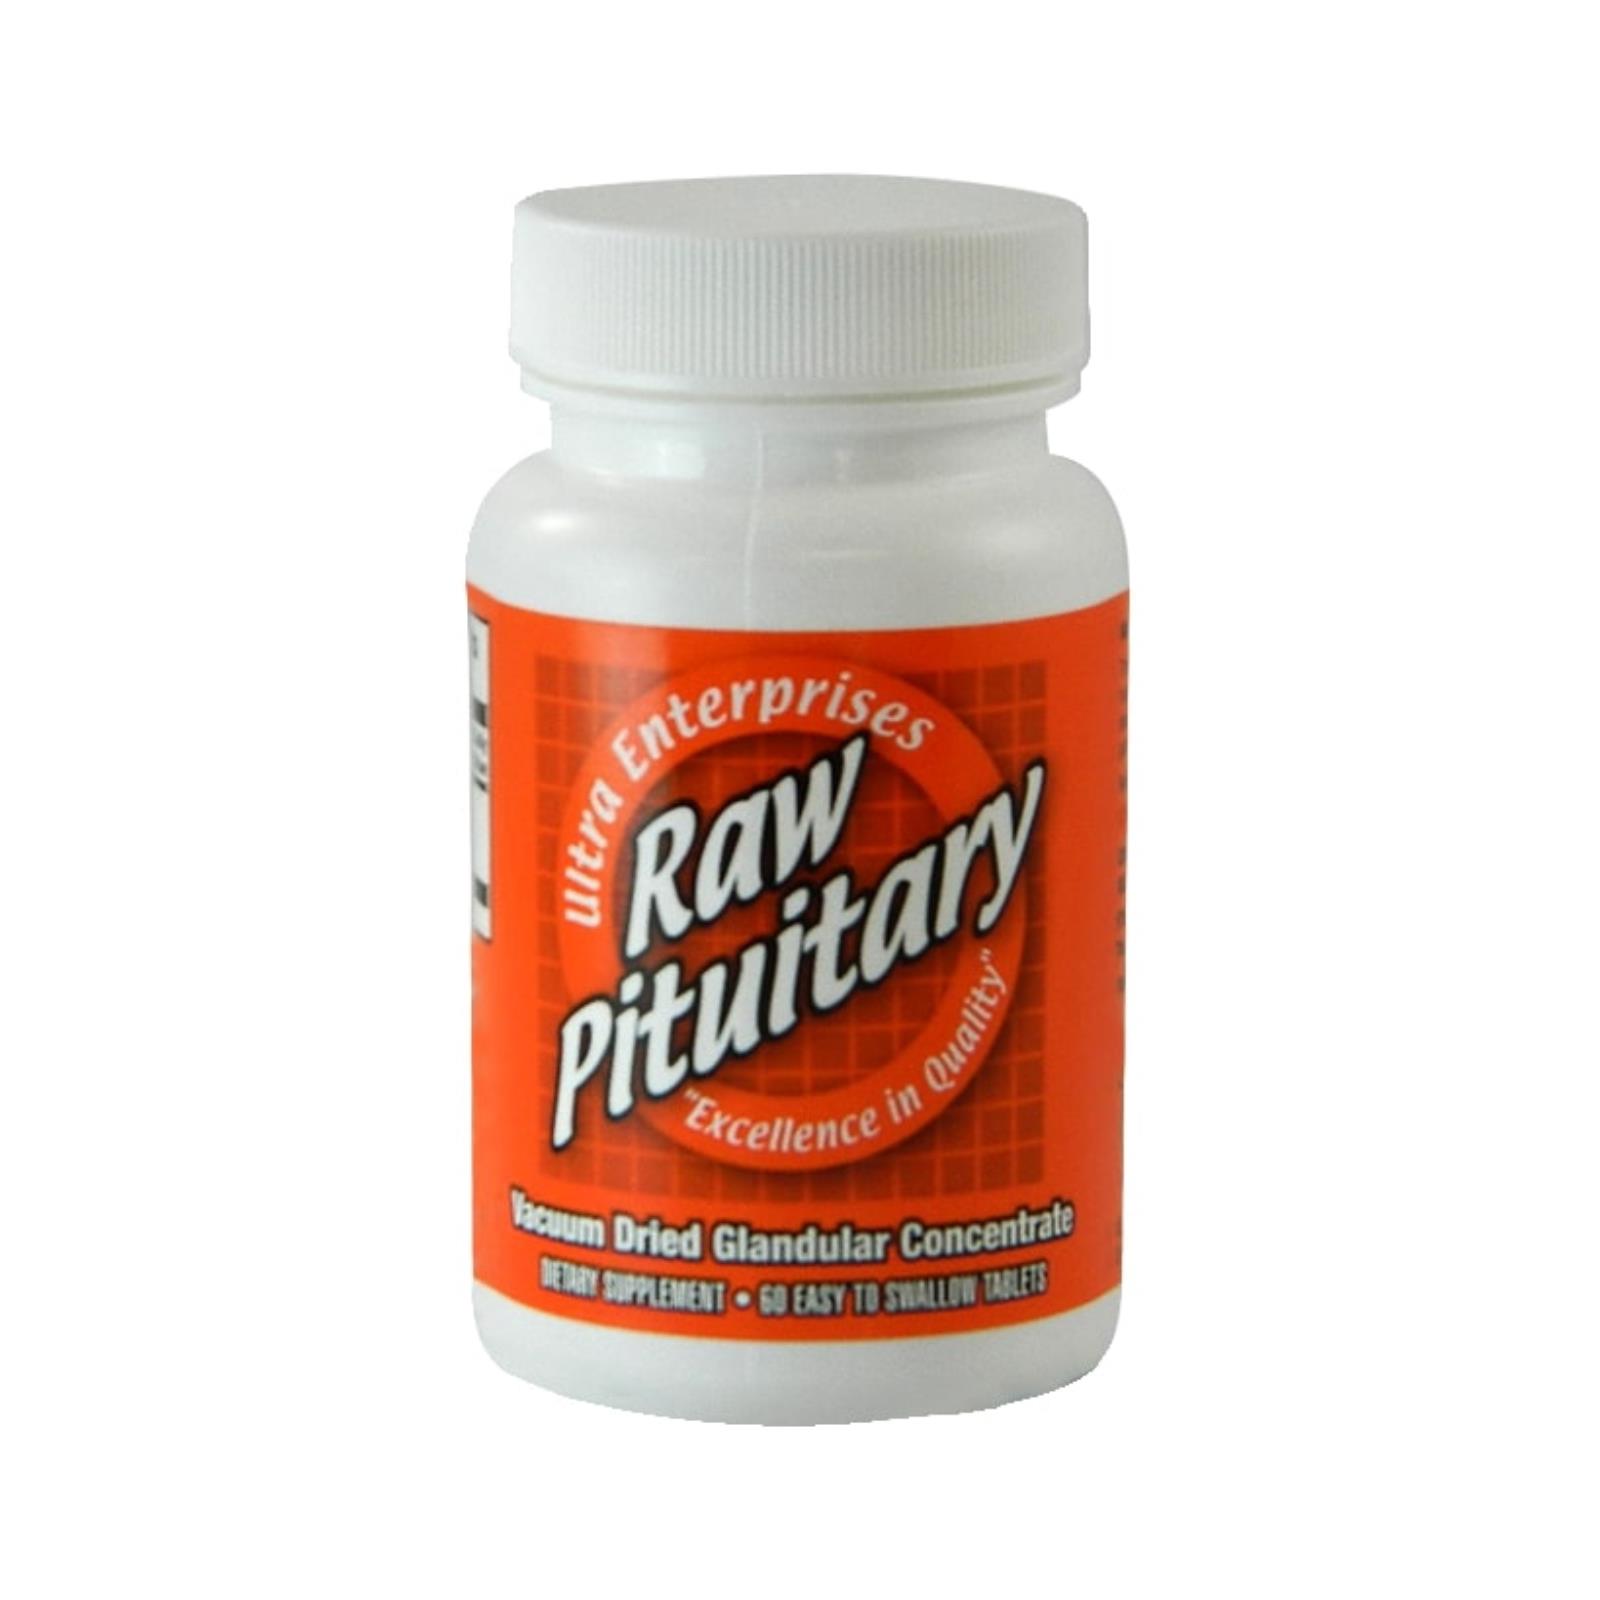 Ultra Enterprises
Raw
Pituitary
"Excellence in Quality"
Vacuum Dried Glandular Concentrate
DIETARY SUPPLEMENT • 60 EASY TO SWALLOW TABLETS